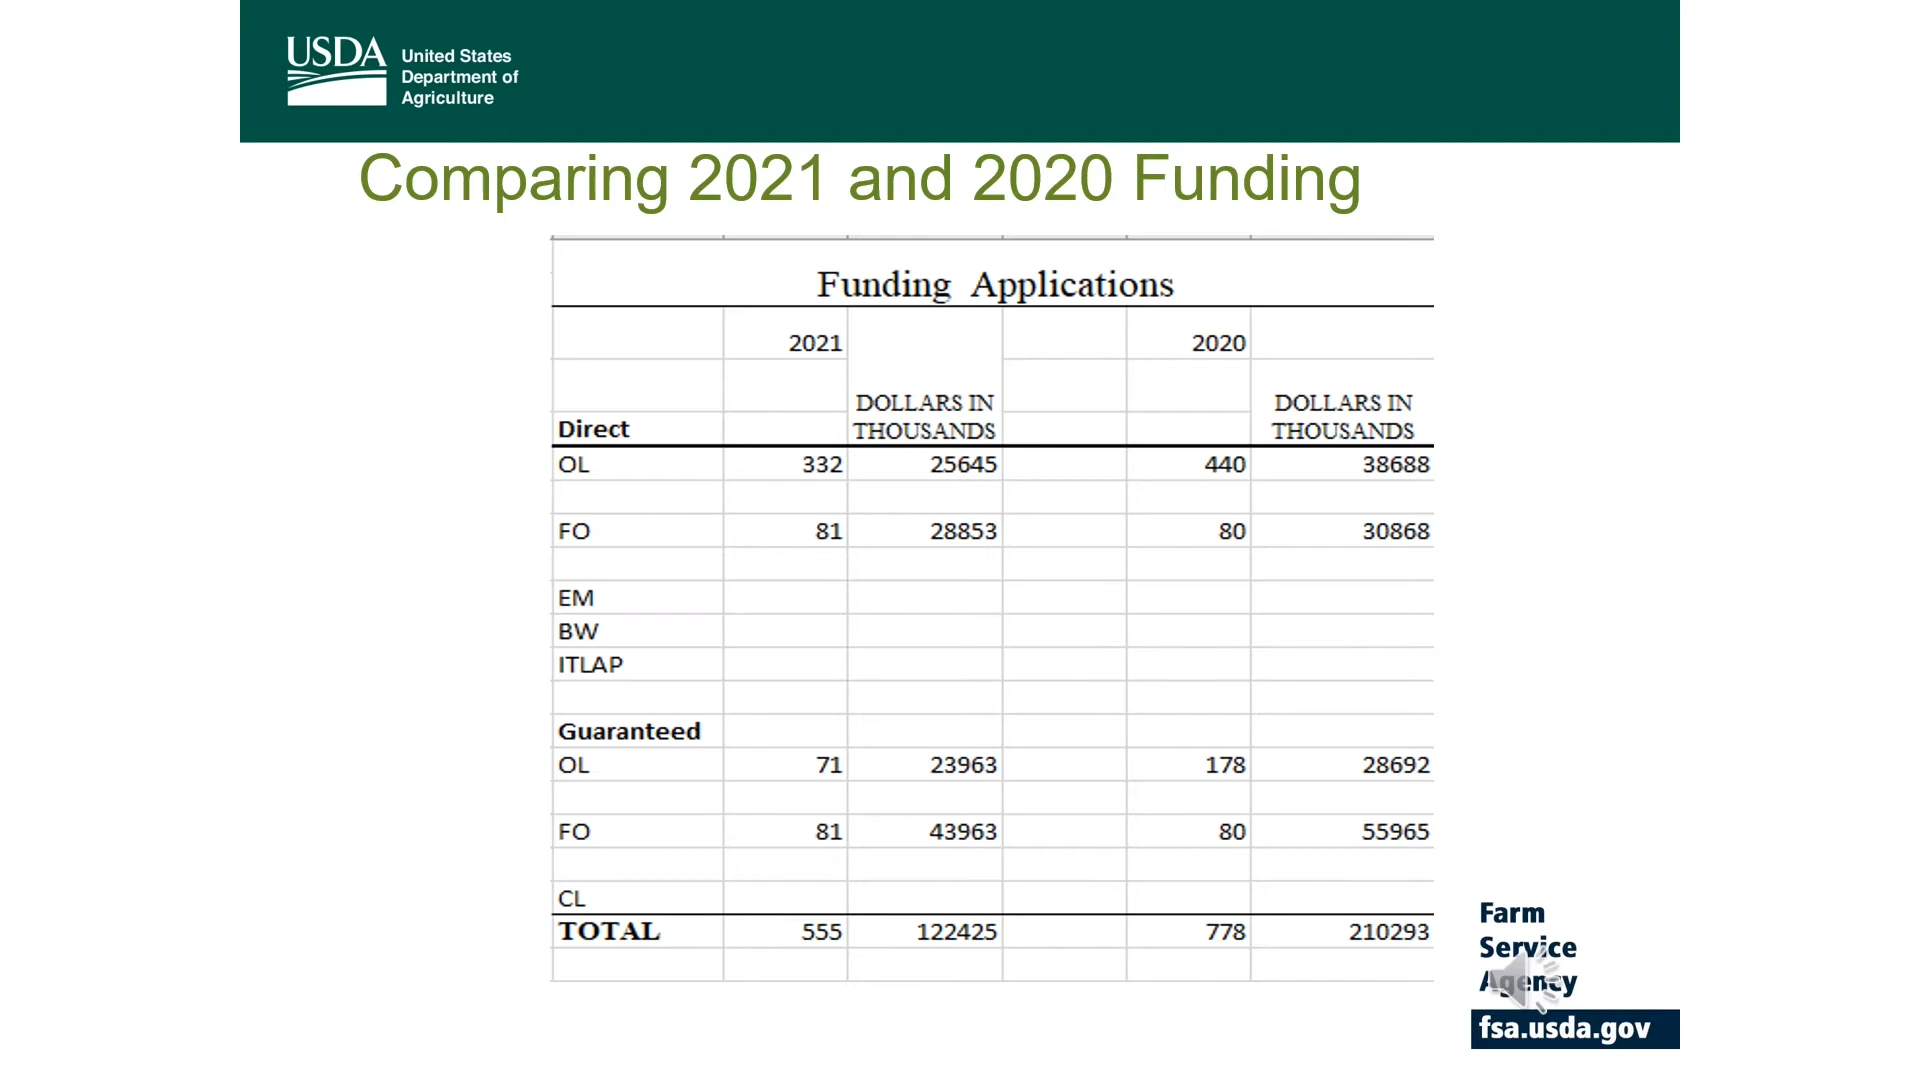 USDA United States
Department of
Agriculture
Comparing 2021 and 2020 Funding
Funding Applications
2021 2020
DOLLARS IN DOLLARS IN
Direct THOUSANDS THOUSANDS
OL 332 25645 440 38688
FO 81 28853 80 30868
EM
BW
ITLAP
Guaranteed
OL 71 23963 178 28692
FO 81 43963 80 55965
CL
TOTAL 555 122425 778 210293
Farm
Service
Agency
fsa.usda.gov